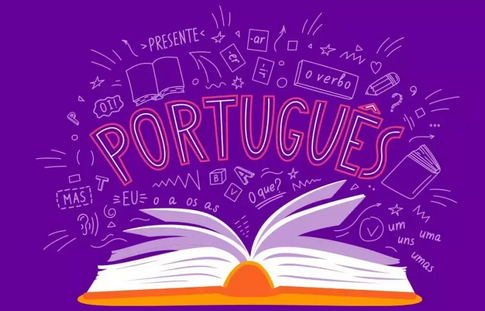 >PRESENTE<
-ar
o verbo
OI!
PORTUGUÊS
MAS
=EU=
o a os as
B
V
A
O que?
um
uns
uma
umas